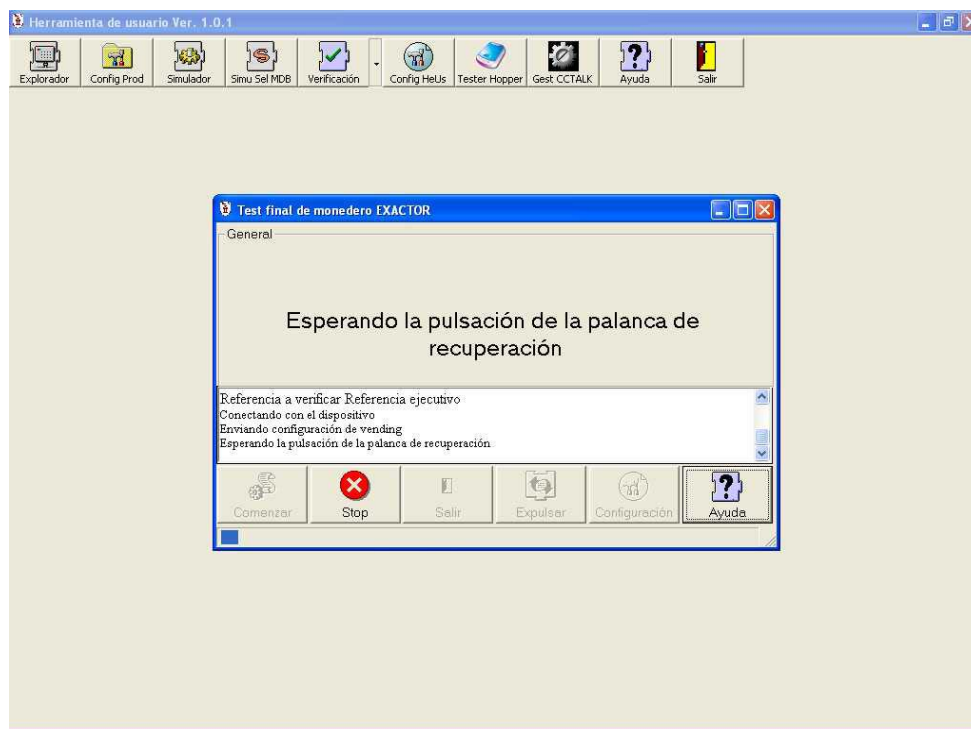 Herramienta de usuario Ver. 1.0.1
Explorador Config Prod Simulador Simu Sel MDB Verificación Config HeUs Tester Hopper Gest CCTALK Ayuda Salir
Test final de monedero EXACTOR
General
Esperando la pulsación de la palanca de
recuperación
Referencia a verificar Referencia ejecutivo
Conectando con el dispositivo
Enviando configuración de vending
Esperando la pulsación de la palanca de recuperación
Comenzar Stop Salir Expulsar Configuración Ayuda